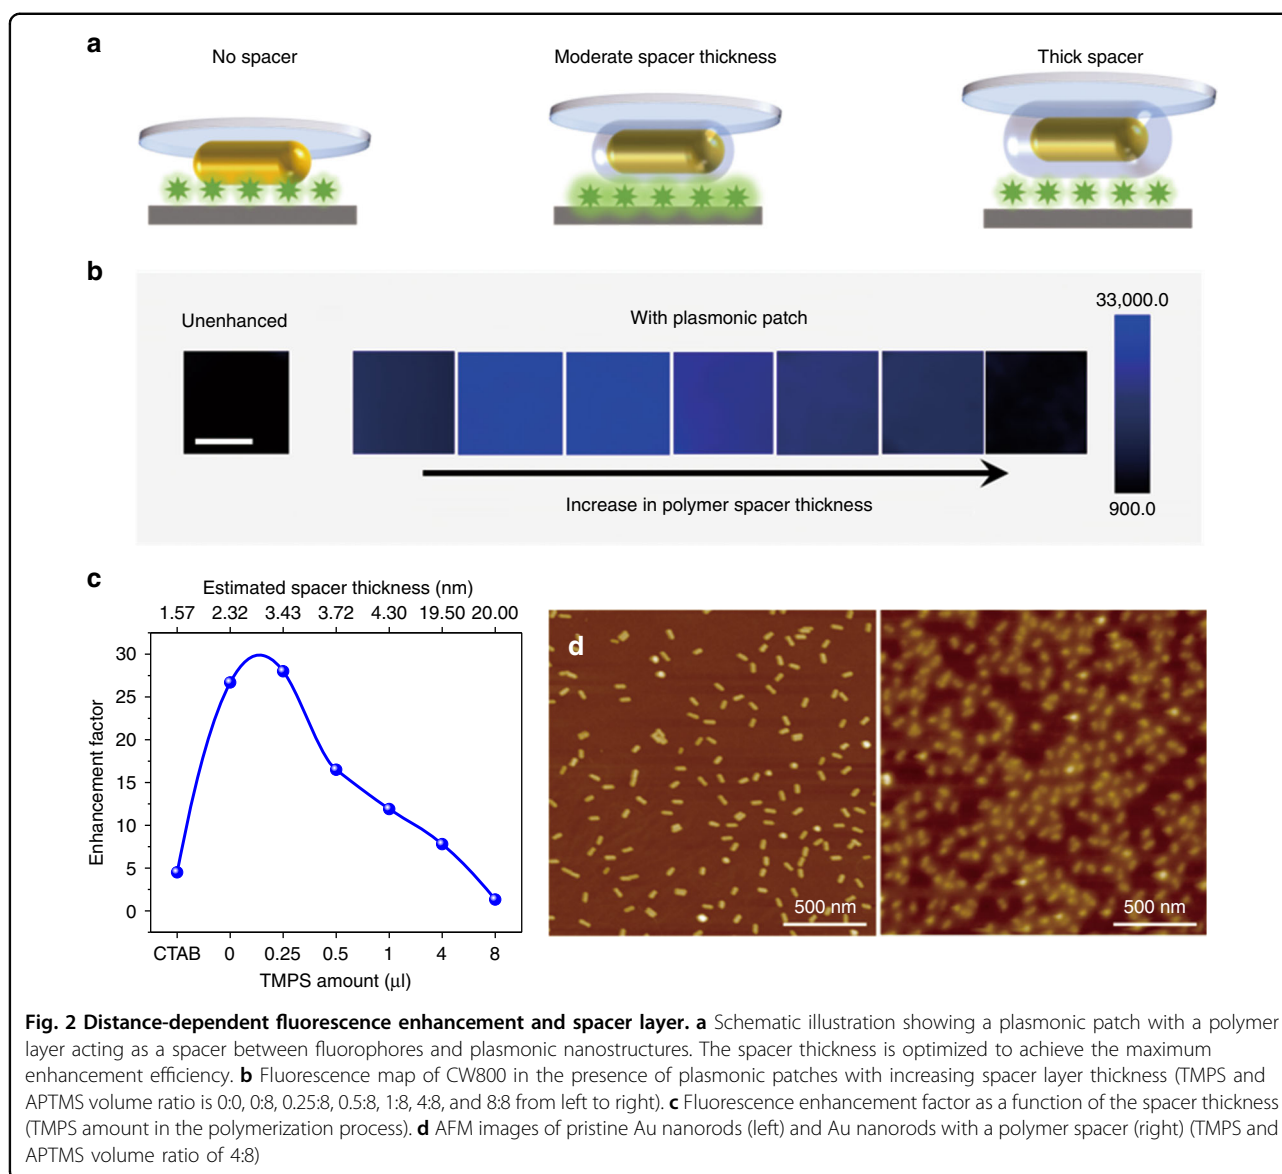 a
No spacer
Moderate spacer thickness
Thick spacer
b
Unenhanced
With plasmonic patch
33,000.0
Increase in polymer spacer thickness
900.0
c
Estimated spacer thickness (nm)
1.57 2.32 3.43 3.72 4.30 19.50 20.00
30
25
20
15
10
5
0
Enhancement factor
CTAB 0 0.25 0.5 1 4 8
TMPS amount (μl)
d
500 nm
500 nm
Fig. 2 Distance-dependent fluorescence enhancement and spacer layer. a Schematic illustration showing a plasmonic patch with a polymer
layer acting as a spacer between fluorophores and plasmonic nanostructures. The spacer thickness is optimized to achieve the maximum
enhancement efficiency. b Fluorescence map of CW800 in the presence of plasmonic patches with increasing spacer layer thickness (TMPS and
APTMS volume ratio is 0:0, 0:8, 0.25:8, 0.5:8, 1:8, 4:8, and 8:8 from left to right). c Fluorescence enhancement factor as a function of the spacer thickness
(TMPS amount in the polymerization process). d AFM images of pristine Au nanorods (left) and Au nanorods with a polymer spacer (right) (TMPS and
APTMS volume ratio of 4:8)